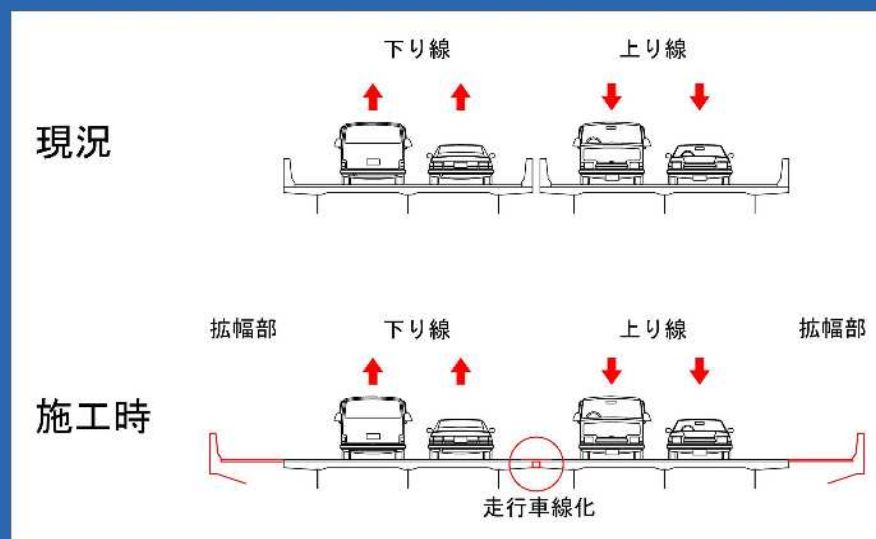 下り線
上り線
現況
拡幅部
下り線
上り線
拡幅部
施工時
走行車線化